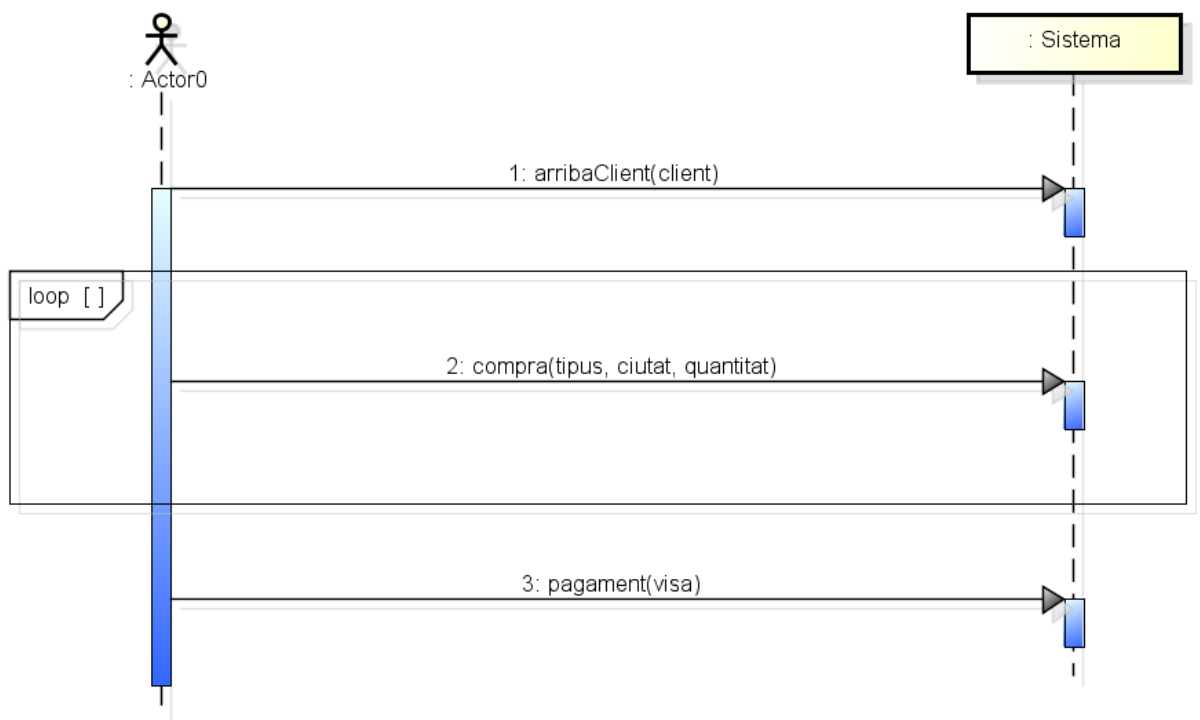 : Actor0
: Sistema
1: arribaClient(client)
loop [ ]
2: compra(tipus, ciutat, quantitat)
3: pagament(visa)